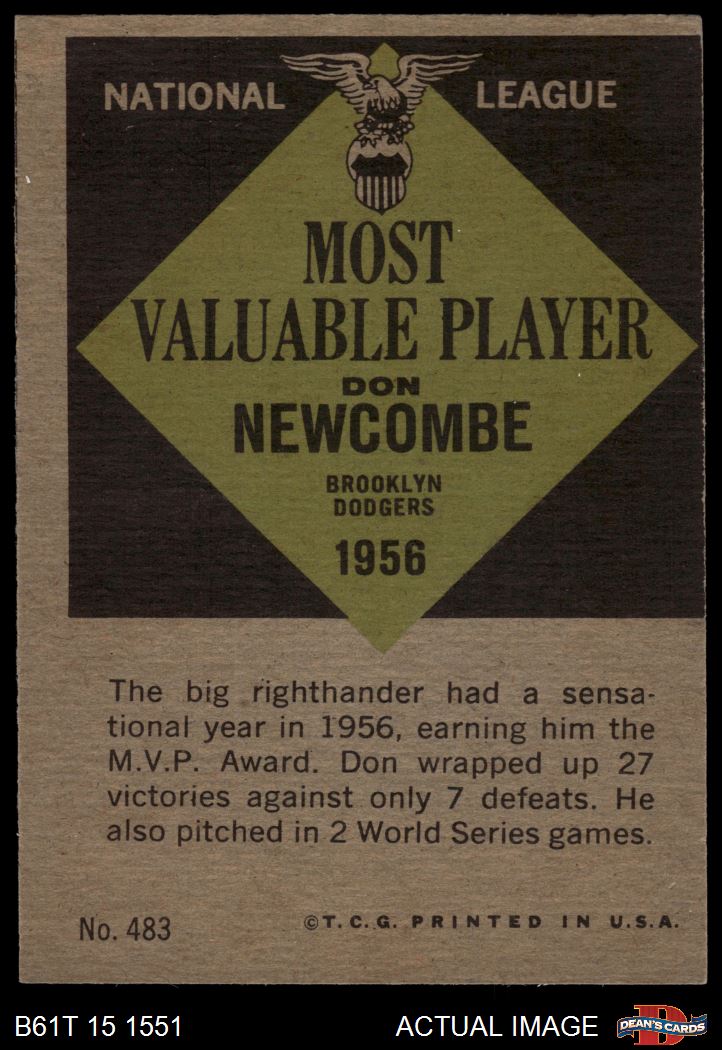 NATIONAL LEAGUE
MOST
VALUABLE PLAYER
DON
NEWCOMBE
BROOKLYN
DODGERS
1956
The big righthander had a sensa-
tional year in 1956, earning him the
M.V.P. Award. Don wrapped up 27
victories against only 7 defeats. He
also pitched in 2 World Series games.
No. 483 ©T.C.G. PRINTED IN U.S.A.
B61T 15 1551 ACTUAL IMAGE D DEAN'S CARDS